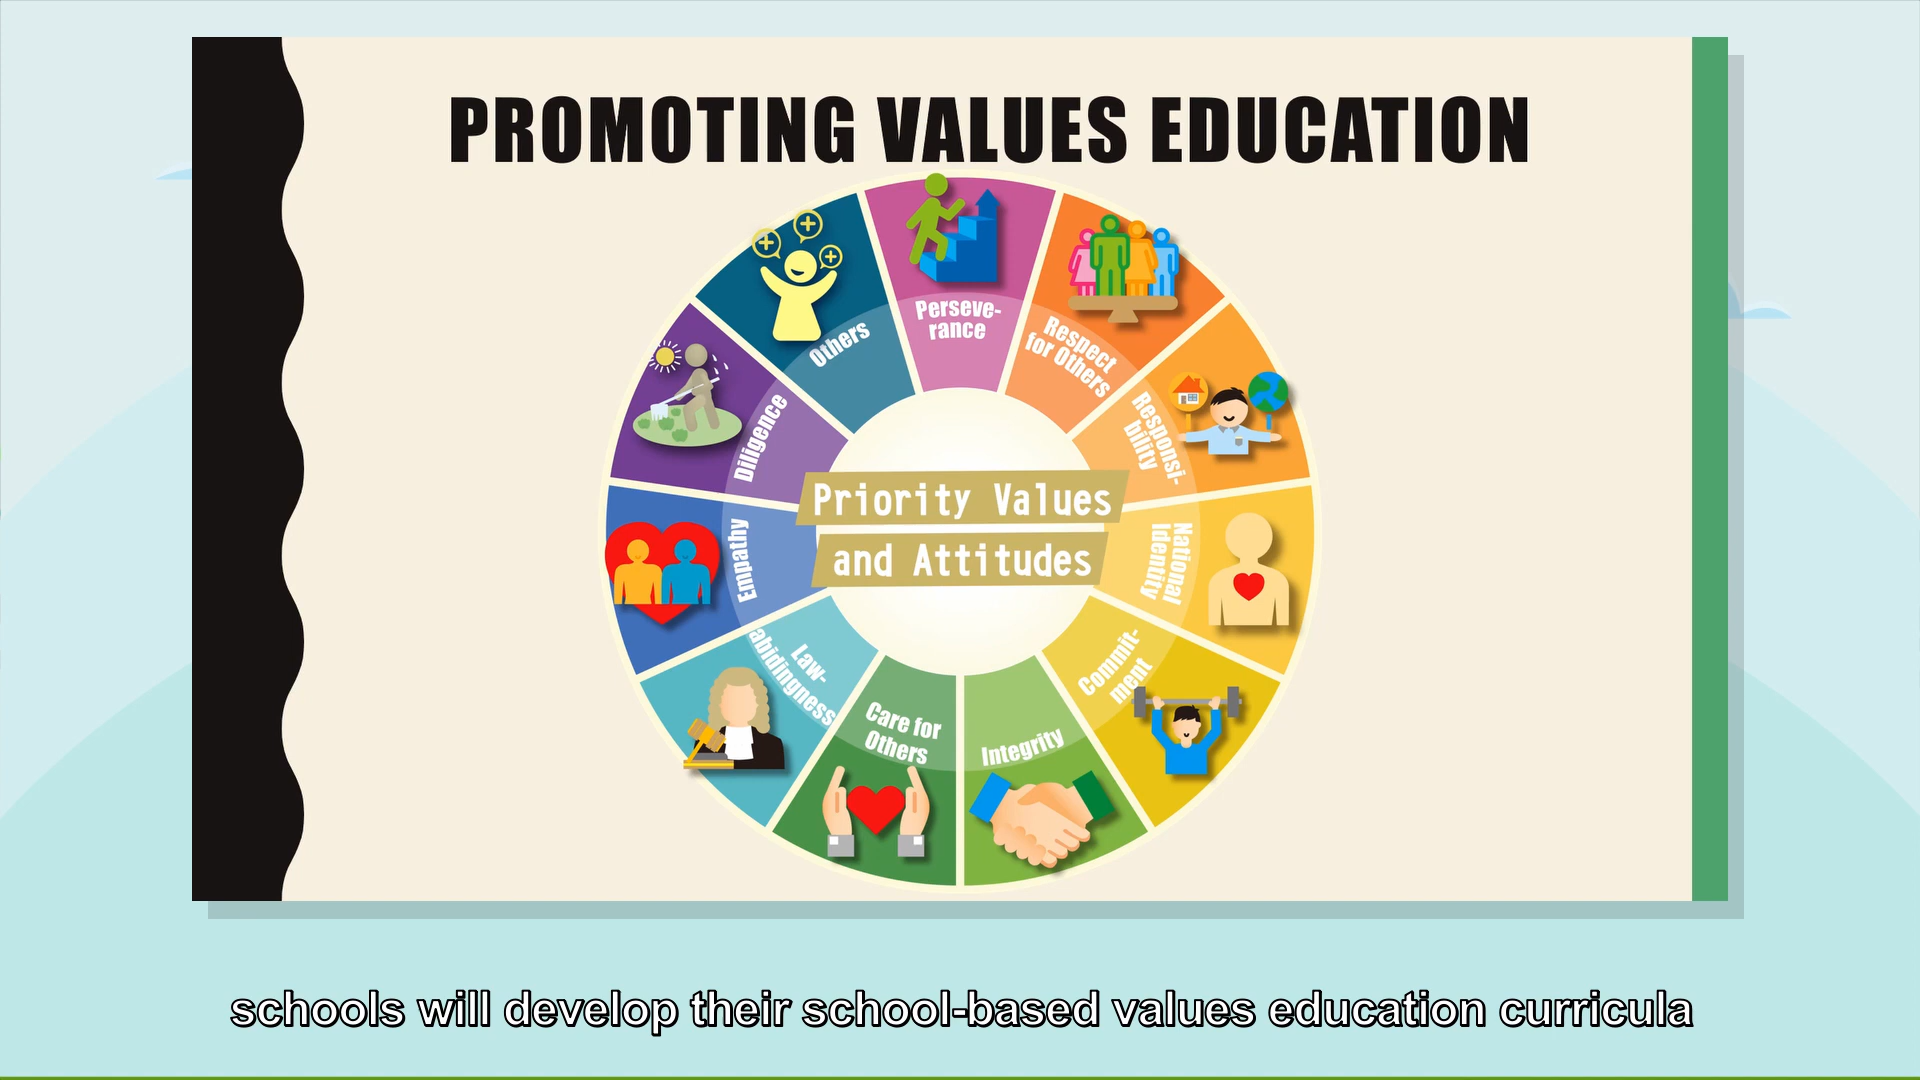 PROMOTING VALUES EDUCATION
Perseve-
rance
Respect
for Others
Responsi-
bility
National
Identity
Commit-
ment
Integrity
Care for
Others
Law-
abidingness
Empathy
Diligence
Others
Priority Values
and Attitudes
schools will develop their school-based values education curricula